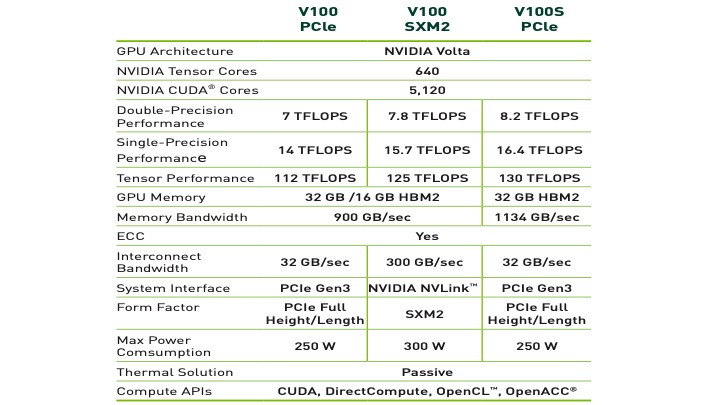 V100 PCle V100 SXM2 V100S PCle
GPU Architecture NVIDIA Volta
NVIDIA Tensor Cores 640
NVIDIA CUDA® Cores 5,120
Double-Precision Performance 7 TFLOPS 7.8 TFLOPS 8.2 TFLOPS
Single-Precision Performance 14 TFLOPS 15.7 TFLOPS 16.4 TFLOPS
Tensor Performance 112 TFLOPS 125 TFLOPS 130 TFLOPS
GPU Memory 32 GB /16 GB HBM2 32 GB HBM2
Memory Bandwidth 900 GB/sec 1134 GB/sec
ECC Yes
Interconnect Bandwidth 32 GB/sec 300 GB/sec 32 GB/sec
System Interface PCIe Gen3 NVIDIA NVLink™ PCIe Gen3
Form Factor PCIe Full Height/Length SXM2 PCIe Full Height/Length
Max Power Comsumption 250 W 300 W 250 W
Thermal Solution Passive
Compute APIs CUDA, DirectCompute, OpenCL™, OpenACC®